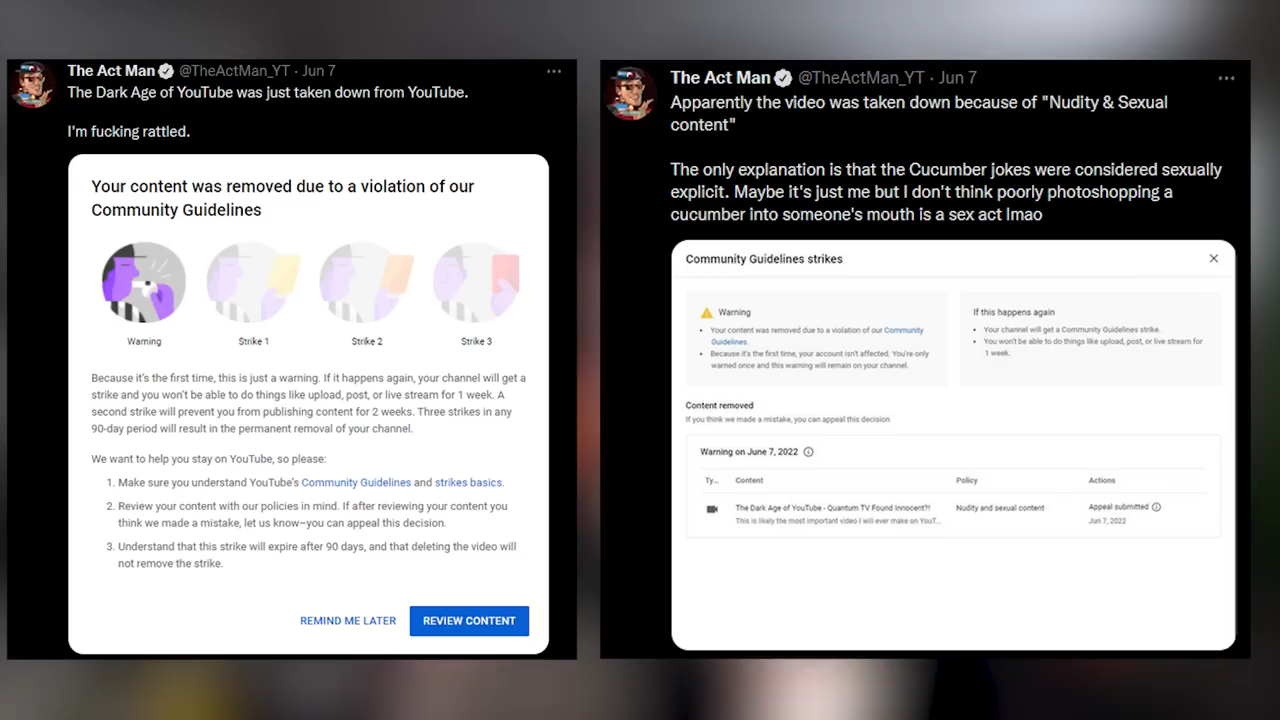 The Act Man @TheActMan_YT · Jun 7
The Dark Age of YouTube was just taken down from YouTube.
I'm fucking rattled.
Your content was removed due to a violation of our
Community Guidelines
Warning
Strike 1
Strike 2
Strike 3
Because it's the first time, this is just a warning. If it happens again, your channel will get a
strike and you won't be able to do things like upload, post, or live stream for 1 week. A
second strike will prevent you from publishing content for 2 weeks. Three strikes in any
90-day period will result in the permanent removal of your channel.
We want to help you stay on YouTube, so please:
1. Make sure you understand YouTube's Community Guidelines and strikes basics.
2. Review your content with our policies in mind. If after reviewing your content you
think we made a mistake, let us know–you can appeal this decision.
3. Understand that this strike will expire after 90 days, and that deleting the video will
not remove the strike.
REMIND ME LATER
REVIEW CONTENT
The Act Man @TheActMan_YT · Jun 7
Apparently the video was taken down because of "Nudity & Sexual
content"
The only explanation is that the Cucumber jokes were considered sexually
explicit. Maybe it's just me but I don't think poorly photoshopping a
cucumber into someone's mouth is a sex act lmao
Community Guidelines strikes
Warning
• Your content was removed due to a violation of our Community
Guidelines.
• Because it's the first time, your account isn't affected. You're only
warned once and this warning will remain on your channel.
If this happens again
• Your channel will get a Community Guidelines strike.
• You won't be able to do things like upload, post, or live stream for
1 week.
Content removed
If you think we made a mistake, you can appeal this decision
Warning on June 7, 2022
Ty... Content Policy Actions
The Dark Age of YouTube - Quantum TV Found Innocent?! Nudity and sexual content Appeal submitted
This is likely the most important video I will ever make on YouT... Jun 7, 2022